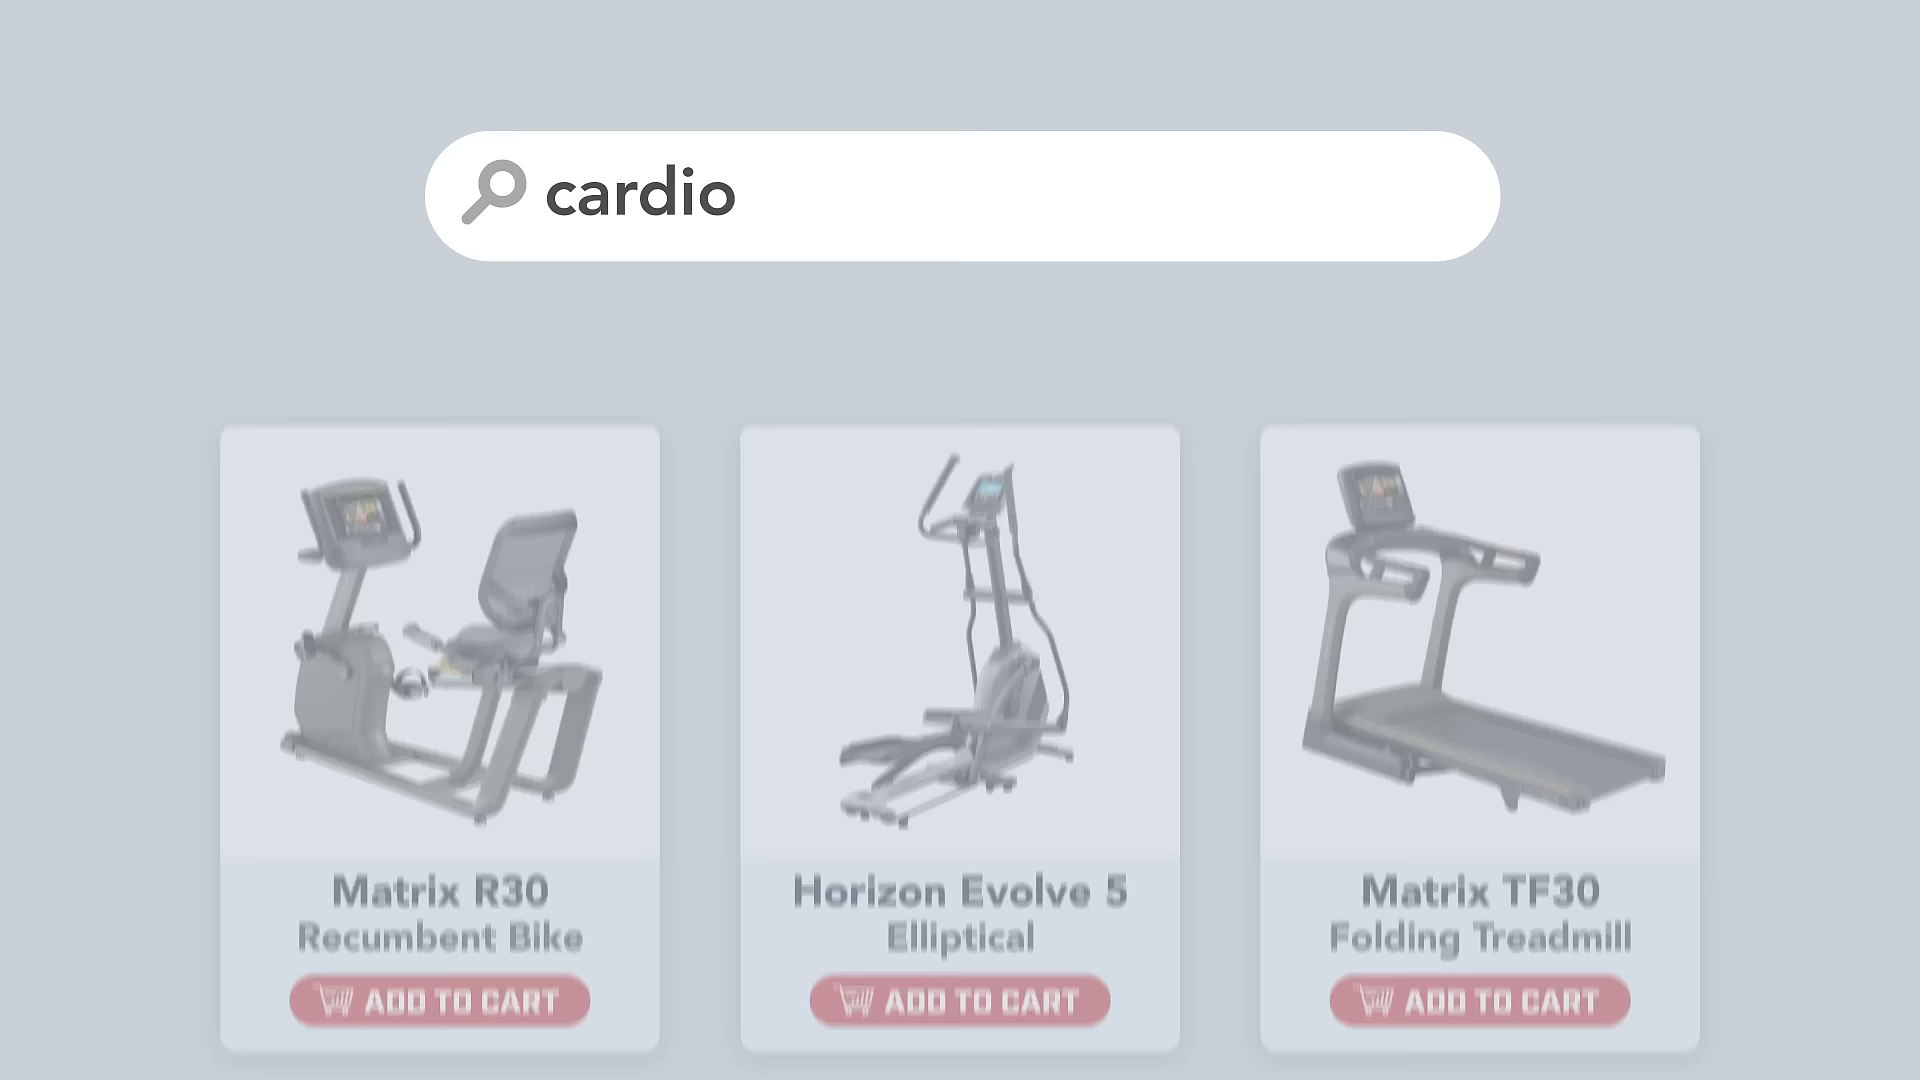 cardio
Matrix R30
Recumbent Bike
ADD TO CART
Horizon Evolve 5
Elliptical
ADD TO CART
Matrix TF30
Folding Treadmill
ADD TO CART